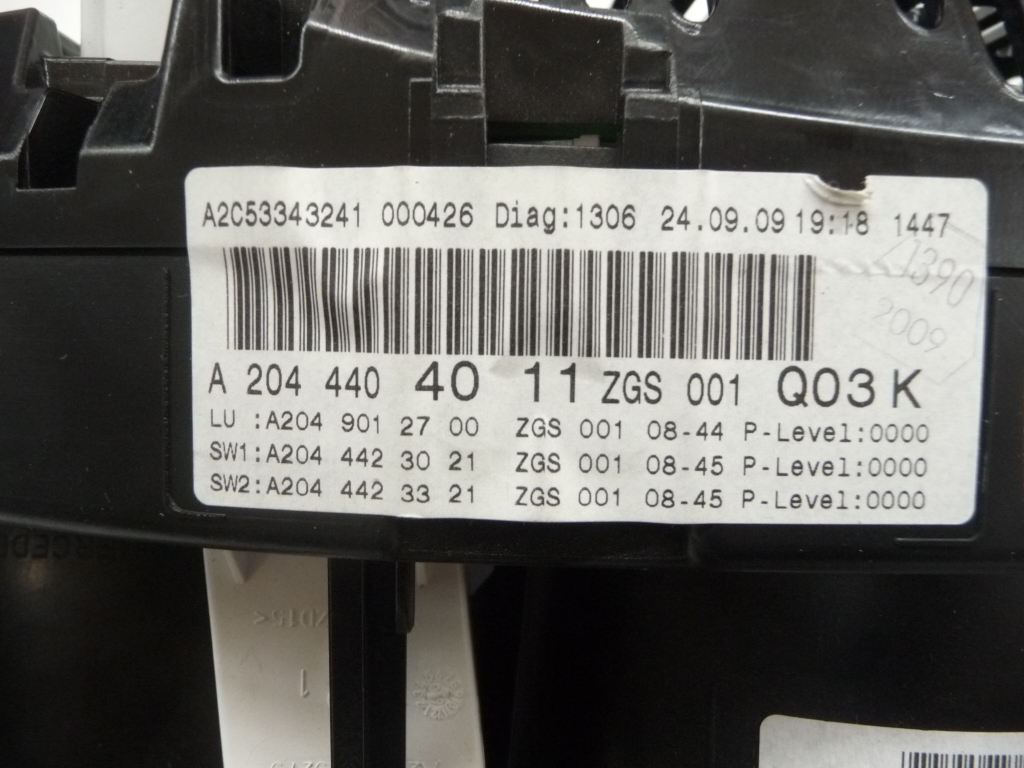 A2C53343241 000426 Diag:1306 24.09.09 19:18 1447
1390
2009
A 204 440 40 11 ZGS 001 Q03 K
LU :A204 901 27 00 ZGS 001 08-44 P-Level:0000
SW1:A204 442 30 21 ZGS 001 08-45 P-Level:0000
SW2:A204 442 33 21 ZGS 001 08-45 P-Level:0000
1